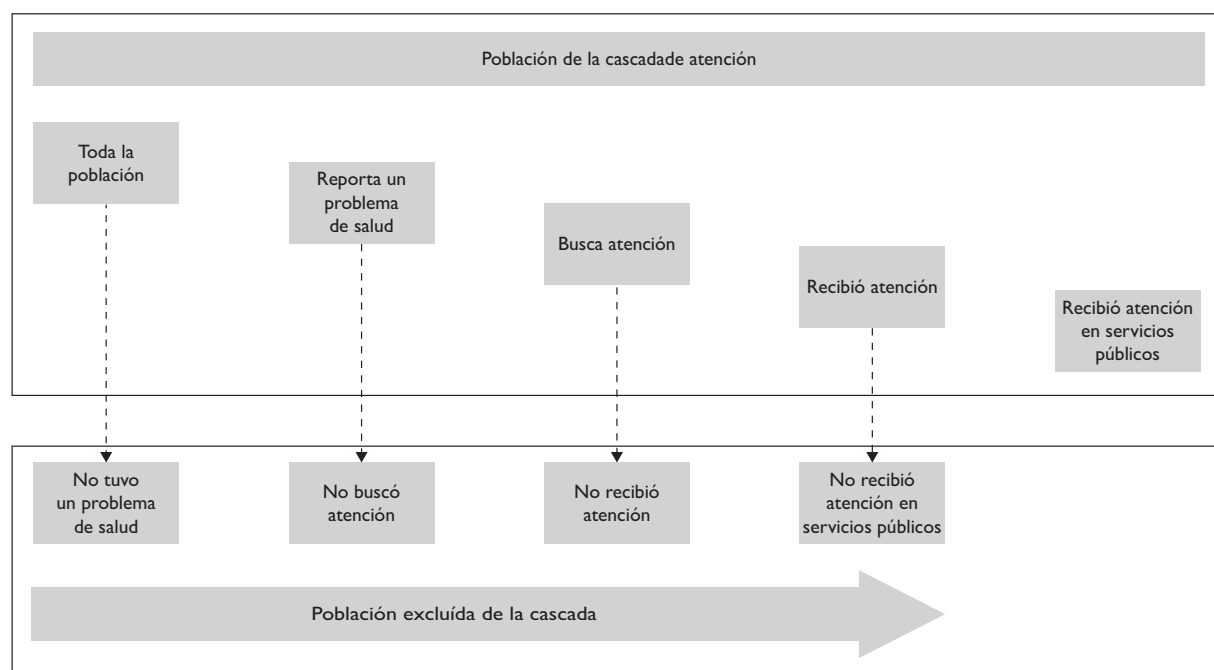 Población de la cascadade atención
Toda la
población
Reporta un
problema
de salud
Busca atención
Recibió atención
Recibió atención
en servicios
públicos
No tuvo
un problema
de salud
No buscó
atención
No recibió
atención
No recibió
atención en
servicios públicos
Población excluída de la cascada